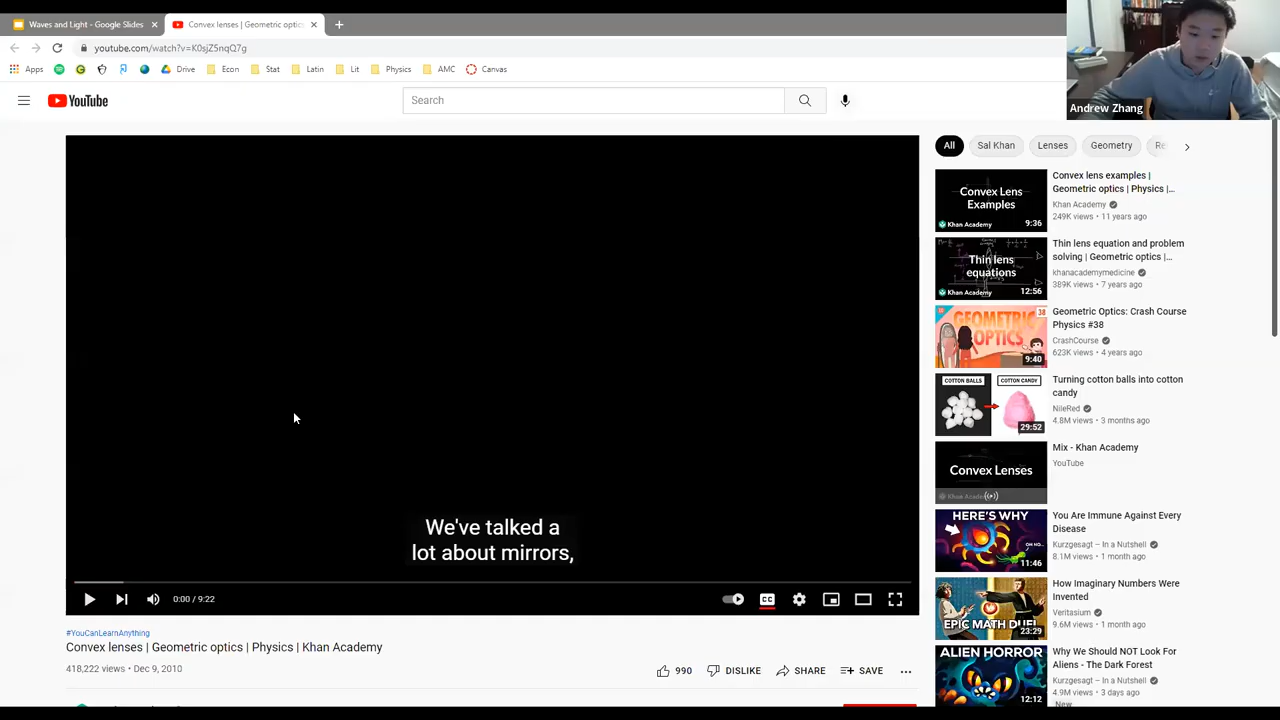 Waves and Light - Google Slides
Convex lenses | Geometric optic
youtube.com/watch?v=K0sjZ5nqQ7g
Apps
Drive
Econ
Stat
Latin
Lit
Physics
AMC
Canvas
Andrew Zhang
YouTube
Search
We've talked a
lot about mirrors,
0:00 / 9:22
CC
#YouCanLearnAnything
Convex lenses | Geometric optics | Physics | Khan Academy
418,222 views • Dec 9, 2010
990
DISLIKE
SHARE
SAVE
All
Sal Khan
Lenses
Geometry
Re
Convex Lens
Examples
Khan Academy
9:36
Convex lens examples |
Geometric optics | Physics |...
Khan Academy
249K views • 11 years ago
Thin lens
equations
Khan Academy
12:56
Thin lens equation and problem
solving | Geometric optics |...
khanacademymedicine
389K views • 7 years ago
GEOMETRIC
OPTICS
38
9:40
Geometric Optics: Crash Course
Physics #38
CrashCourse
623K views • 4 years ago
COTTON BALLS
COTTON CANDY
29:52
Turning cotton balls into cotton
candy
NileRed
4.8M views • 3 months ago
Convex Lenses
Mix - Khan Academy
YouTube
HERE'S WHY
OH NO...
11:46
You Are Immune Against Every
Disease
Kurzgesagt – In a Nutshell
8.1M views • 1 month ago
EPIC MATH DUEL
23:29
How Imaginary Numbers Were
Invented
Veritasium
9.6M views • 1 month ago
ALIEN HORROR
12:12
Why We Should NOT Look For
Aliens - The Dark Forest
Kurzgesagt – In a Nutshell
4.9M views • 3 days ago
New